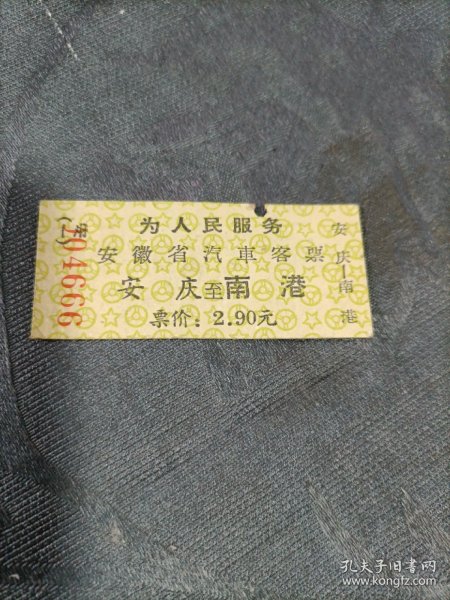 为人民服务
安徽省汽車客票
安庆至南港
票价：2.90元
安庆—南港
04666
孔夫子旧书网
www.kongfz.com